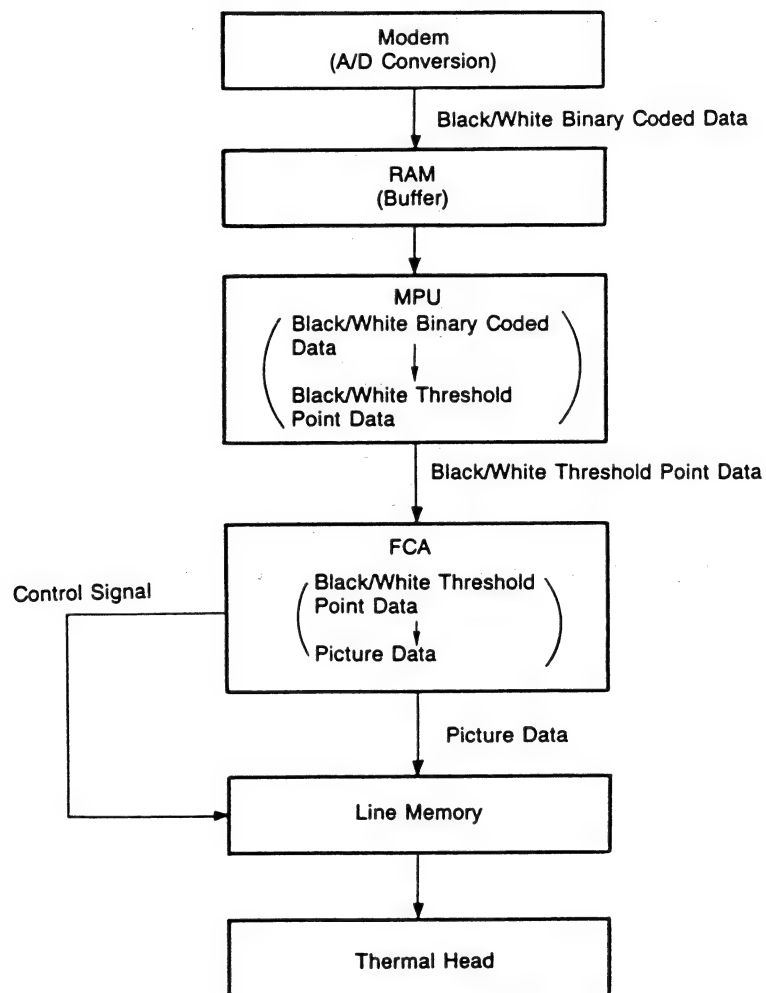 Modem
(A/D Conversion)
Black/White Binary Coded Data
RAM
(Buffer)
MPU
Black/White Binary Coded
Data
Black/White Threshold
Point Data
Black/White Threshold Point Data
FCA
Control Signal
Black/White Threshold
Point Data
Picture Data
Picture Data
Line Memory
Thermal Head